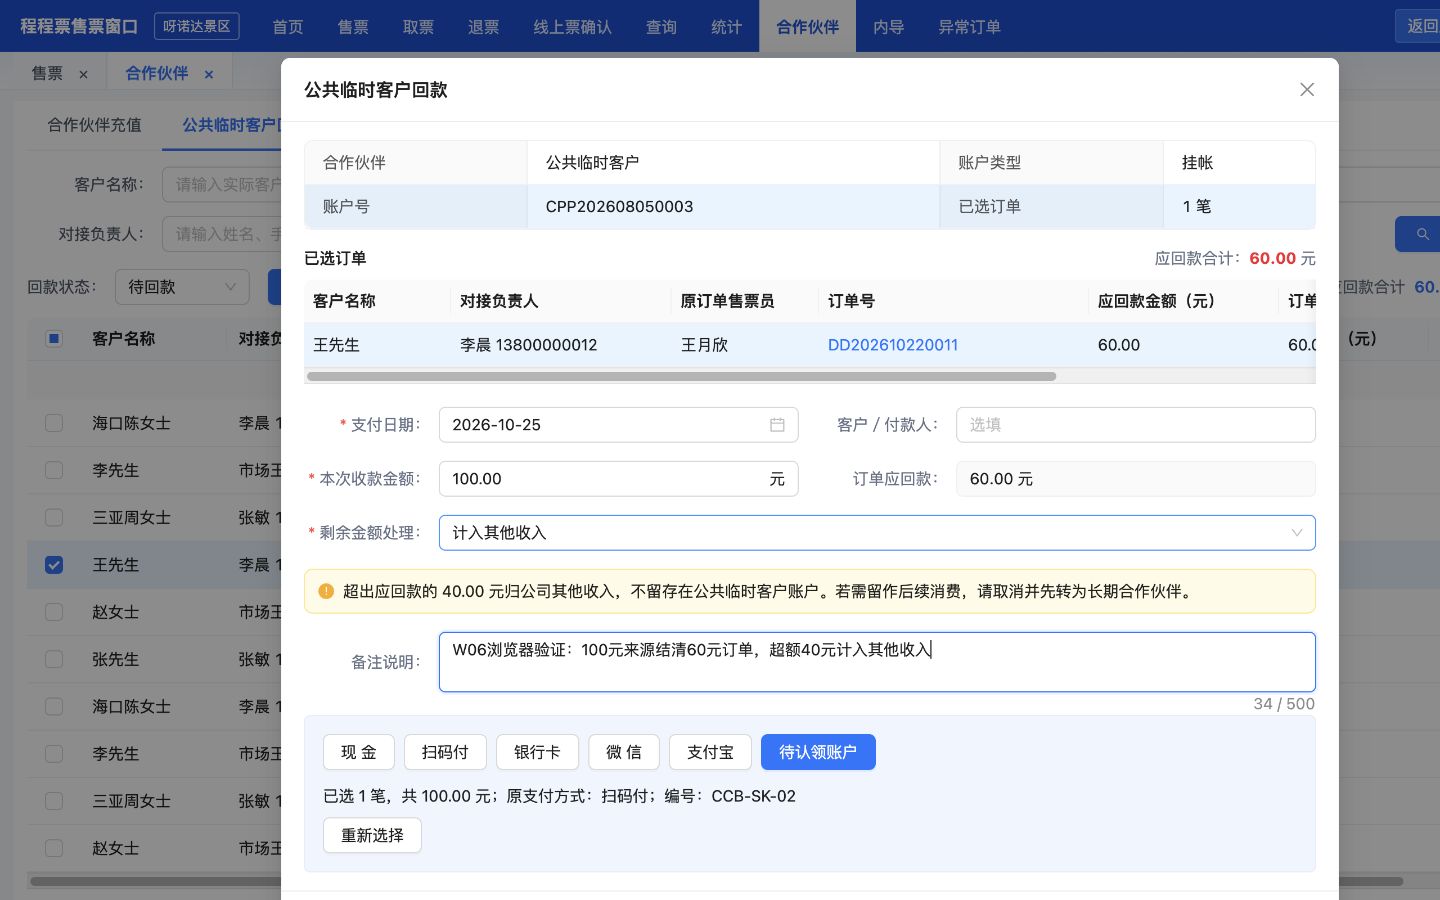 程程票售票窗口 呀诺达景区 首页 售票 取票 退票 线上票确认 查询 统计 合作伙伴 内导 异常订单 返回
售票 × 合作伙伴 ×
公共临时客户回款
合作伙伴充值 公共临时客户
合作伙伴 公共临时客户 账户类型 挂帐
客户名称: 请输入实际客户
账户号 CPP202608050003 已选订单 1 笔
对接负责人: 请输入姓名、手
已选订单 应回款合计: 60.00 元
回款状态: 待回款 回款合计 60.
客户名称 对接负责人 原订单售票员 订单号 应回款金额（元） 订单
客户名称 对接负 （元）
王先生 李晨 13800000012 王月欣 DD202610220011 60.00 60.0
海口陈女士 李晨 1
* 支付日期: 2026-10-25 客户 / 付款人: 选填
李先生 市场王
* 本次收款金额: 100.00 元 订单应回款: 60.00 元
三亚周女士 张敏 1
* 剩余金额处理: 计入其他收入
王先生 李晨 1
超出应回款的 40.00 元归公司其他收入，不留存在公共临时客户账户。若需留作后续消费，请取消并先转为长期合作伙伴。
赵女士 市场王
备注说明: W06浏览器验证：100元来源结清60元订单，超额40元计入其他收入
张先生 张敏 1
34 / 500
海口陈女士 李晨 1
现 金 扫码付 银行卡 微 信 支付宝 待认领账户
李先生 市场王
已选 1 笔，共 100.00 元；原支付方式：扫码付；编号：CCB-SK-02
三亚周女士 张敏 1
重新选择
赵女士 市场王